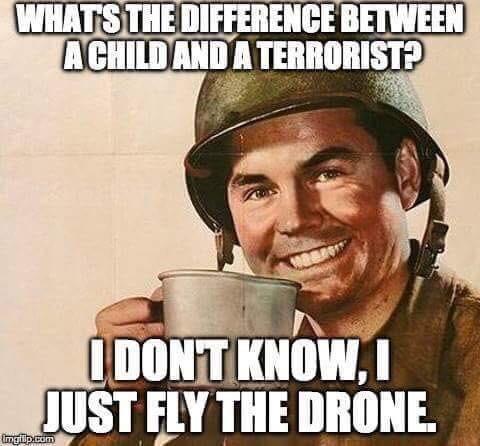 WHAT'S THE DIFFERENCE BETWEEN
A CHILD AND A TERRORIST?
I DON'T KNOW, I
JUST FLY THE DRONE.
imgflip.com